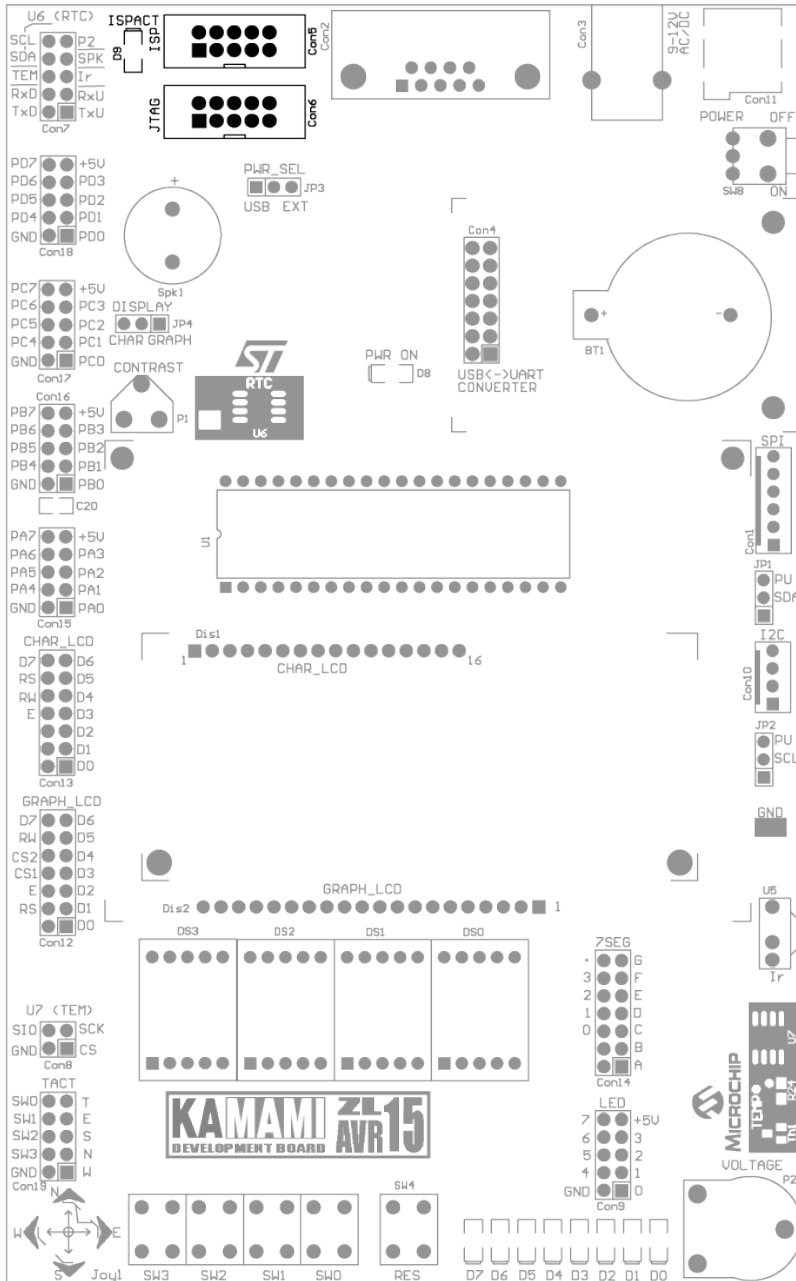 U6 (RTC)
SCL P2
SDA SPK
TEM Ir
RxD RxU
TxD TxU
Con7
ISPACT
D9
ISP
Con5
JTAG
Con6
Con2
Con3
9-12V
AC/DC
Con11
POWER OFF
SW8 ON
PD7 +5V
PD6 PD3
PD5 PD2
PD4 PD1
GND PD0
Con18
+
Spk1
PWR_SEL
JP3
USB EXT
Con4
USB<->UART
CONVERTER
+ -
BT1
PC7 +5V
PC6 PC3
PC5 PC2
PC4 PC1
GND PC0
Con17
DISPLAY
JP4
CHAR GRAPH
CONTRAST
P1
ST
RTC
U6
PWR ON
D8
Con16
PB7 +5V
PB6 PB3
PB5 PB2
PB4 PB1
GND PB0
C20
SPI
Con1
U1
PA7 +5V
PA6 PA3
PA5 PA2
PA4 PA1
GND PA0
Con15
JP1
PU
SDA
I2C
Con10
JP2
PU
SCL
GND
Dis1
1 16
CHAR_LCD
CHAR_LCD
D7 D6
RS D5
RW D4
E D3
D2
D1
D0
Con13
GRAPH_LCD
D7 D6
RW D5
CS2 D4
CS1 D3
E D2
RS D1
D0
Con12
GRAPH_LCD
Dis2 1
DS3 DS2 DS1 DS0
7SEG
. G
3 F
2 E
1 D
0 C
B
A
Con14
U5
Ir
U7 (TEM)
SIO SCK
GND CS
Con8
TACT
SW0 T
SW1 E
SW2 S
SW3 N
GND W
Con19
KAMAMI ZL
AVR 15
DEVELOPMENT BOARD
LED
7 +5V
6 3
5 2
4 1
GND 0
Con9
MICROCHIP
TEMP
U7
R24
TM1
VOLTAGE
P2
N
W E
S
Joy1
SW3 SW2 SW1 SW0
SW4
RES
D7 D6 D5 D4 D3 D2 D1 D0